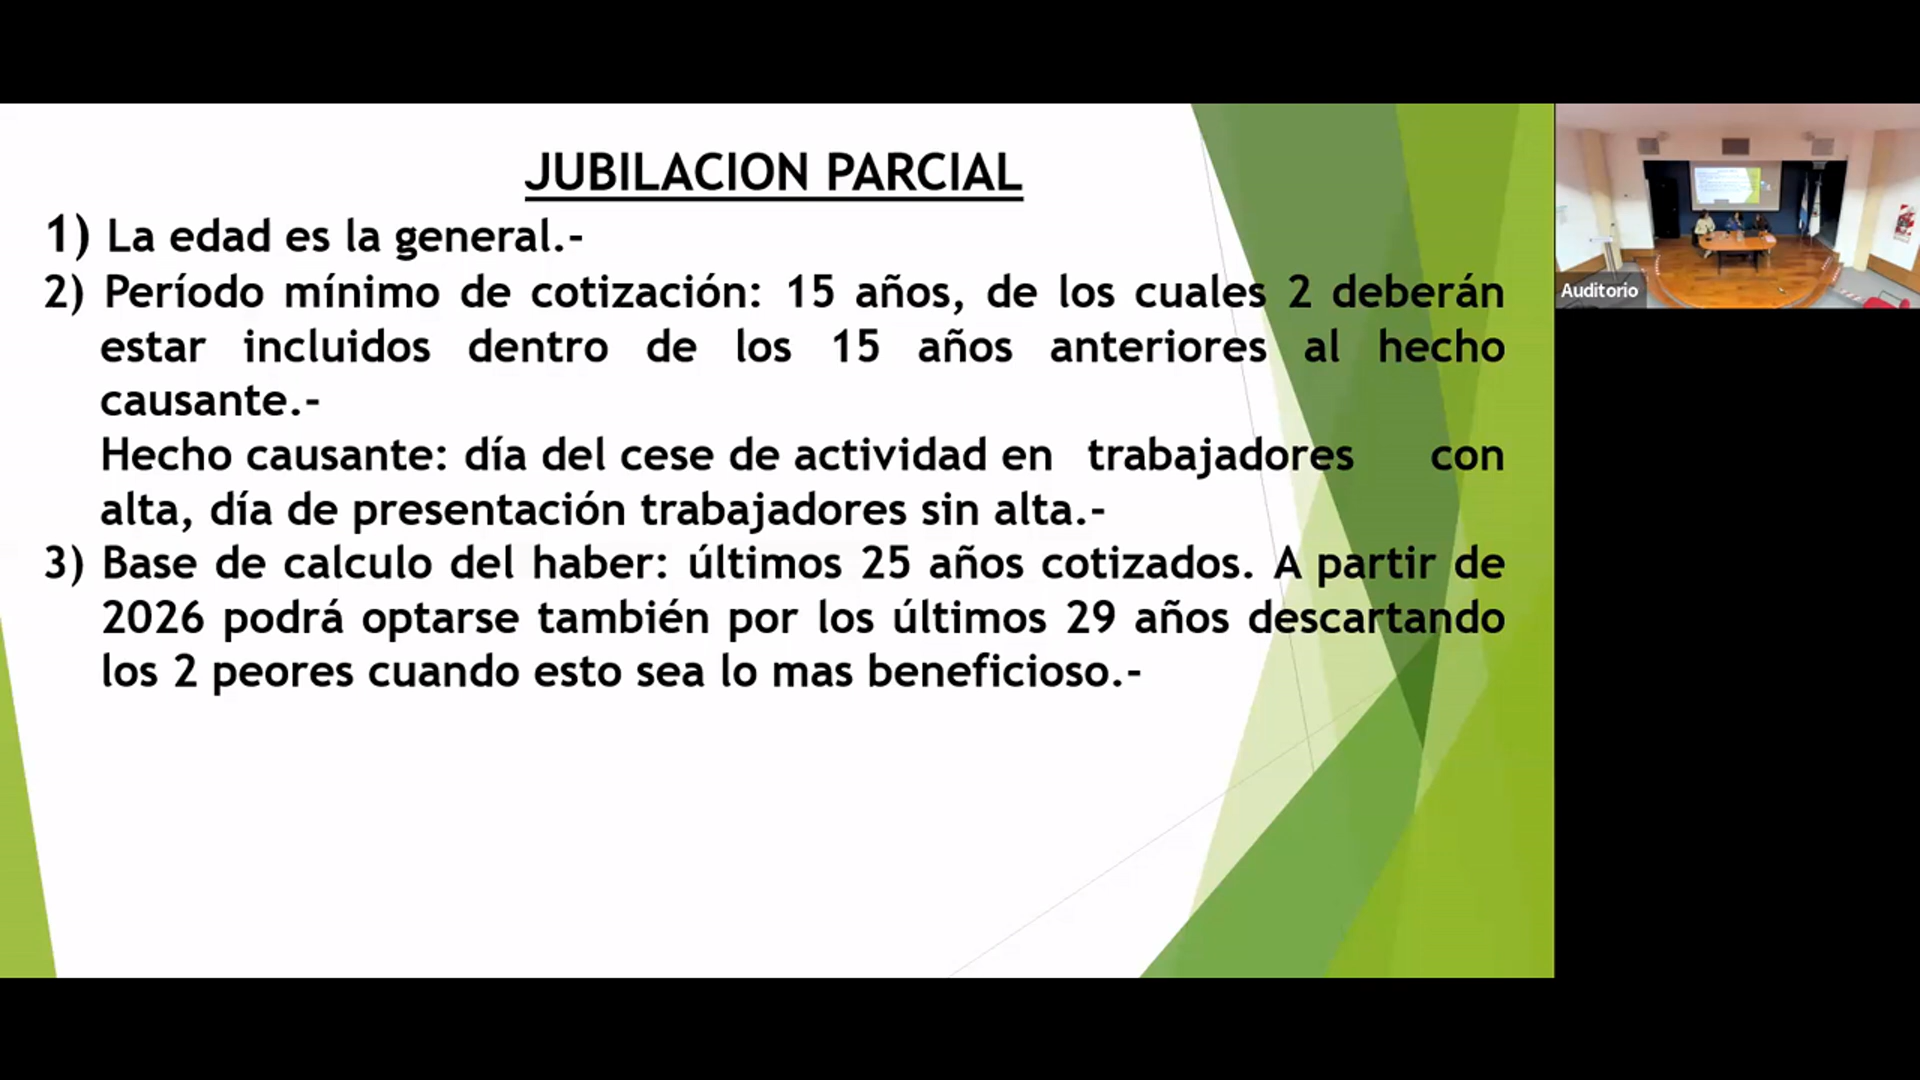 JUBILACION PARCIAL
1) La edad es la general.-
2) Período mínimo de cotización: 15 años, de los cuales 2 deberán
estar incluidos dentro de los 15 años anteriores al hecho
causante.-
Hecho causante: día del cese de actividad en trabajadores con
alta, día de presentación trabajadores sin alta.-
3) Base de calculo del haber: últimos 25 años cotizados. A partir de
2026 podrá optarse también por los últimos 29 años descartando
los 2 peores cuando esto sea lo mas beneficioso.-
Auditorio